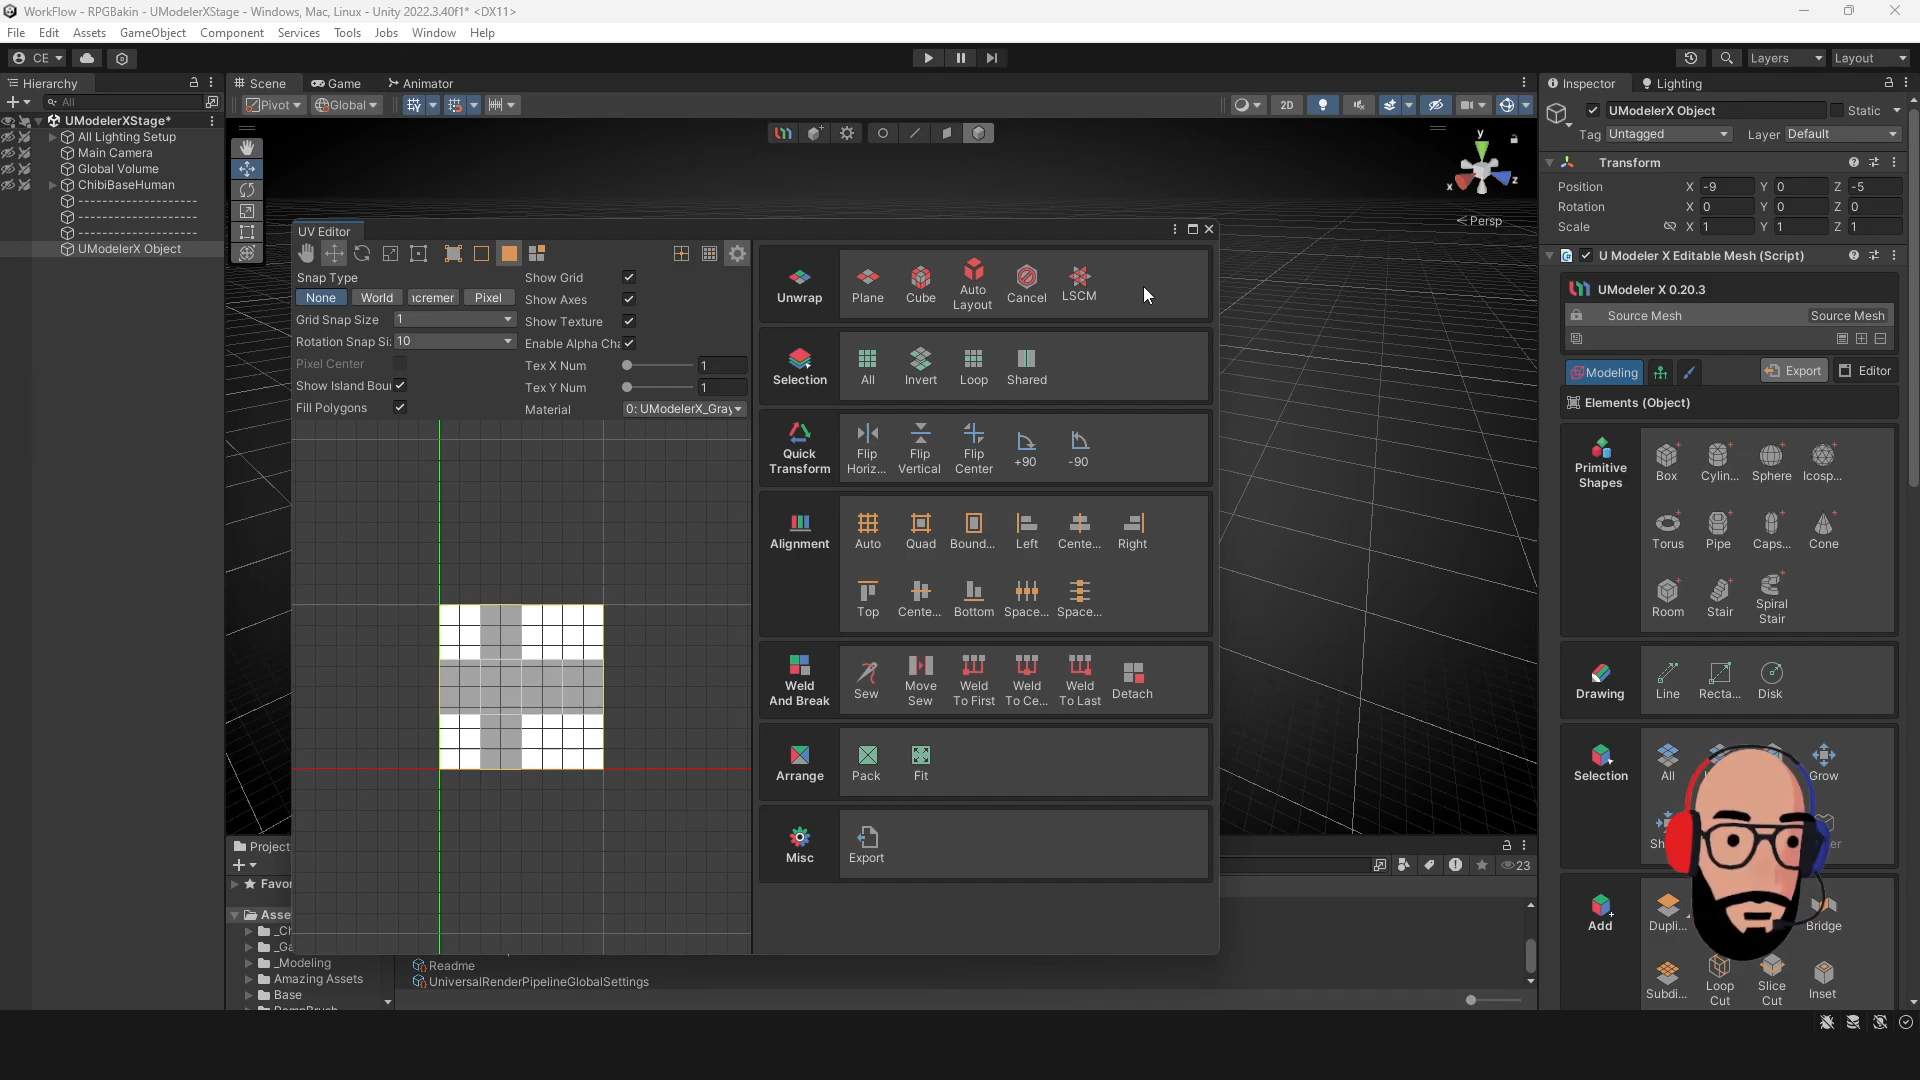 WorkFlow - RPGBakin - UModelerXStage - Windows, Mac, Linux - Unity 2022.3.40f1* <DX11>
File Edit Assets GameObject Component Services Tools Jobs Window Help
CE
Layers
Layout
Hierarchy
Scene
Game
Animator
Inspector
Lighting
All
Pivot
Global
2D
UModelerXStage*
All Lighting Setup
Main Camera
Global Volume
ChibiBaseHuman
--------------------
--------------------
--------------------
UModelerX Object
y
x
z
< Persp
UV Editor
Snap Type
None
World
ıcremer
Pixel
Grid Snap Size
1
Rotation Snap Si:
10
Pixel Center
Show Island Bou
Fill Polygons
Show Grid
Show Axes
Show Texture
Enable Alpha Cha
Tex X Num
1
Tex Y Num
1
Material
0: UModelerX_Gray
Unwrap
Plane
Cube
Auto Layout
Cancel
LSCM
Selection
All
Invert
Loop
Shared
Quick Transform
Flip Horiz...
Flip Vertical
Flip Center
+90
-90
Alignment
Auto
Quad
Bound...
Left
Cente...
Right
Top
Cente...
Bottom
Space...
Space...
Weld And Break
Sew
Move Sew
Weld To First
Weld To Ce...
Weld To Last
Detach
Arrange
Pack
Fit
Misc
Export
Project
Favor
Asse
_Ch
_Ga
_Modeling
Amazing Assets
Base
Readme
UniversalRenderPipelineGlobalSettings
23
UModelerX Object
Static
Tag Untagged
Layer Default
Transform
Position X -9 Y 0 Z -5
Rotation X 0 Y 0 Z 0
Scale X 1 Y 1 Z 1
U Modeler X Editable Mesh (Script)
UModeler X 0.20.3
Source Mesh
Source Mesh
Modeling
Export
Editor
Elements (Object)
Primitive Shapes
Box
Cylin...
Sphere
Icosp...
Torus
Pipe
Caps...
Cone
Room
Stair
Spiral Stair
Drawing
Line
Recta...
Disk
Selection
All
Grow
Add
Dupli...
Bridge
Subdi...
Loop Cut
Slice Cut
Inset